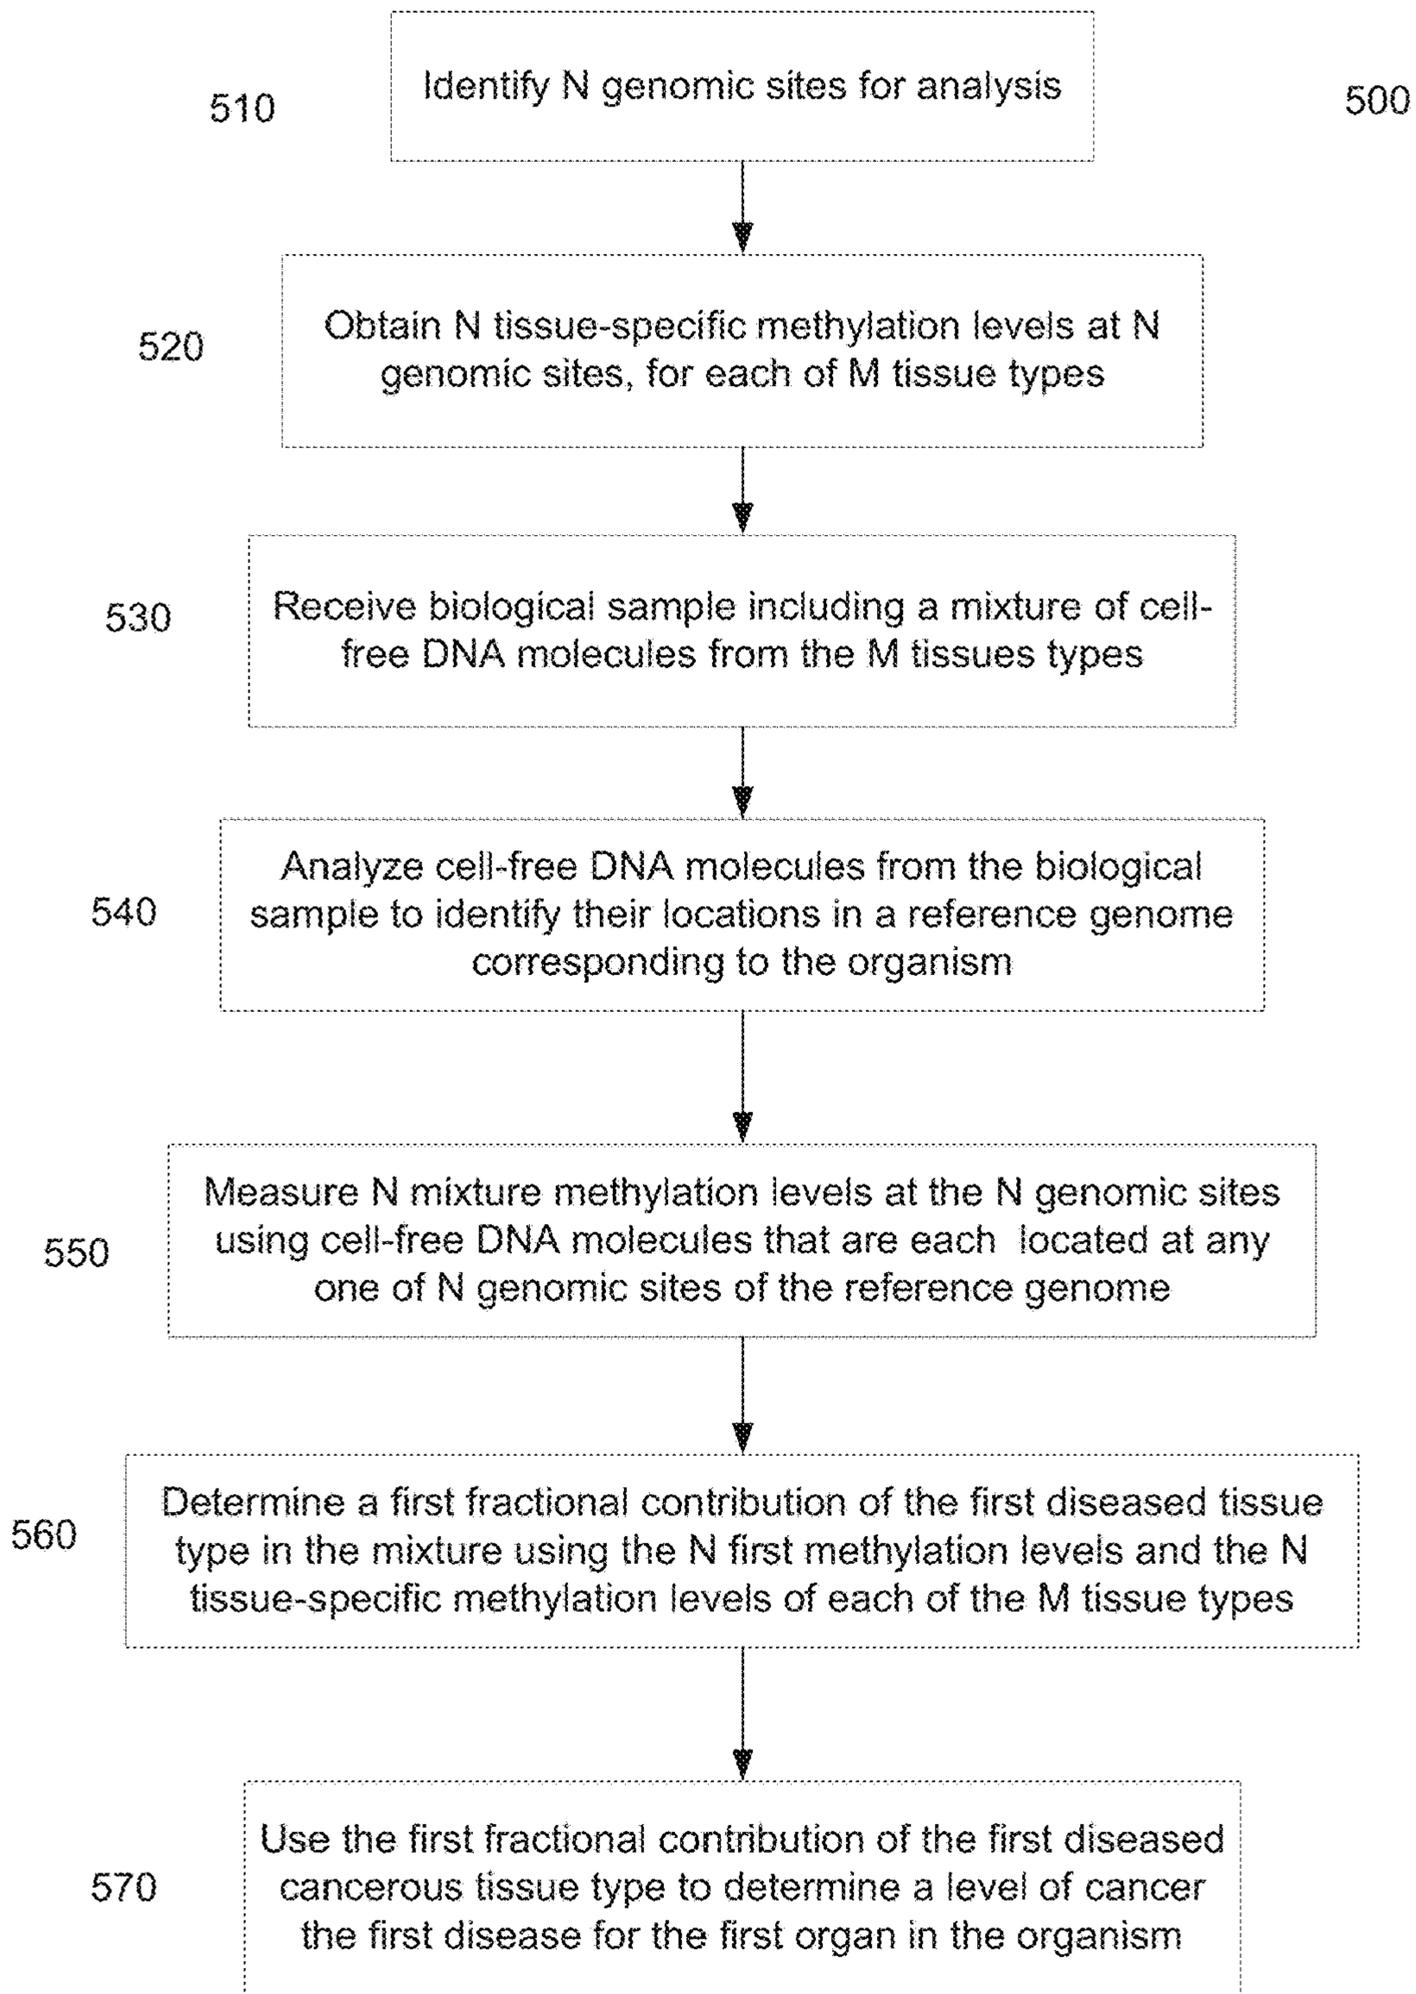 510
Identify N genomic sites for analysis
500
520
Obtain N tissue-specific methylation levels at N
genomic sites, for each of M tissue types
530
Receive biological sample including a mixture of cell-
free DNA molecules from the M tissues types
540
Analyze cell-free DNA molecules from the biological
sample to identify their locations in a reference genome
corresponding to the organism
550
Measure N mixture methylation levels at the N genomic sites
using cell-free DNA molecules that are each located at any
one of N genomic sites of the reference genome
560
Determine a first fractional contribution of the first diseased tissue
type in the mixture using the N first methylation levels and the N
tissue-specific methylation levels of each of the M tissue types
570
Use the first fractional contribution of the first diseased
cancerous tissue type to determine a level of cancer
the first disease for the first organ in the organism